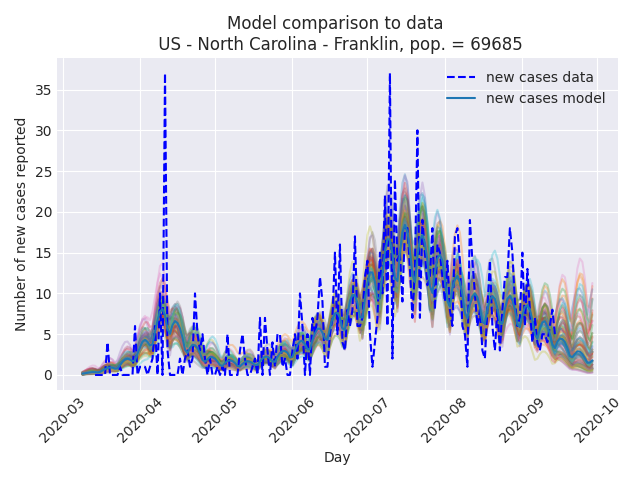 Model comparison to data
US - North Carolina - Franklin, pop. = 69685
new cases data
new cases model
Number of new cases reported
35
30
25
20
15
10
5
0
2020-03
2020-04
2020-05
2020-06
2020-07
2020-08
2020-09
2020-10
Day